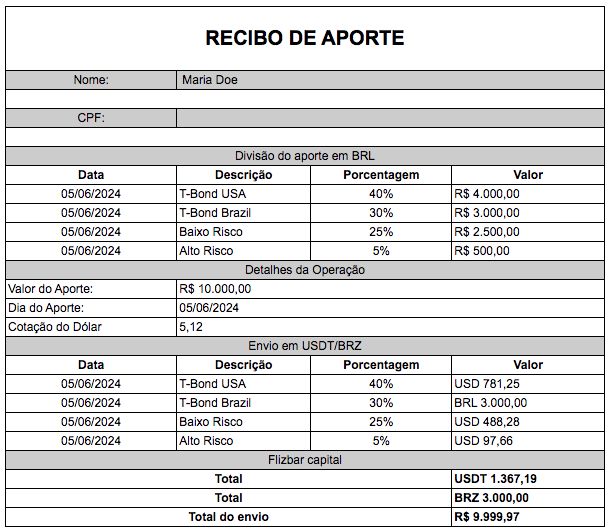 RECIBO DE APORTE
Nome: Maria Doe
CPF:
Divisão do aporte em BRL
Data Descrição Porcentagem Valor
05/06/2024 T-Bond USA 40% R$ 4.000,00
05/06/2024 T-Bond Brazil 30% R$ 3.000,00
05/06/2024 Baixo Risco 25% R$ 2.500,00
05/06/2024 Alto Risco 5% R$ 500,00
Detalhes da Operação
Valor do Aporte: R$ 10.000,00
Dia do Aporte: 05/06/2024
Cotação do Dólar 5,12
Envio em USDT/BRZ
Data Descrição Porcentagem Valor
05/06/2024 T-Bond USA 40% USD 781,25
05/06/2024 T-Bond Brazil 30% BRL 3.000,00
05/06/2024 Baixo Risco 25% USD 488,28
05/06/2024 Alto Risco 5% USD 97,66
Flizbar capital
Total USDT 1.367,19
Total BRZ 3.000,00
Total do envio R$ 9.999,97